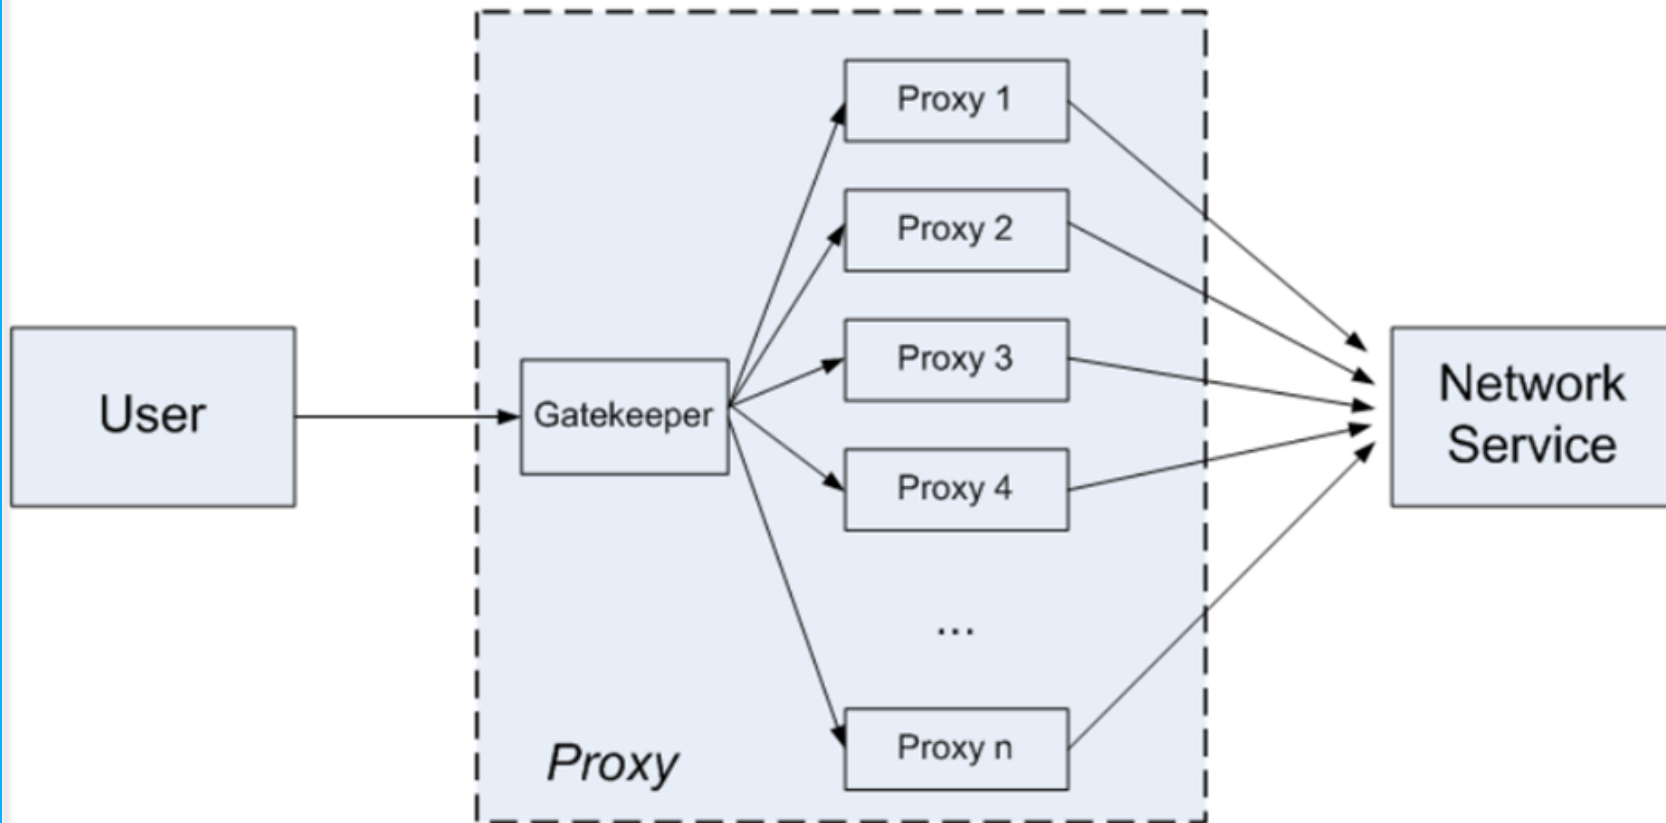 Proxy 1
Proxy 2
Proxy 3
User
Gatekeeper
Network
Service
Proxy 4
...
Proxy n
Proxy